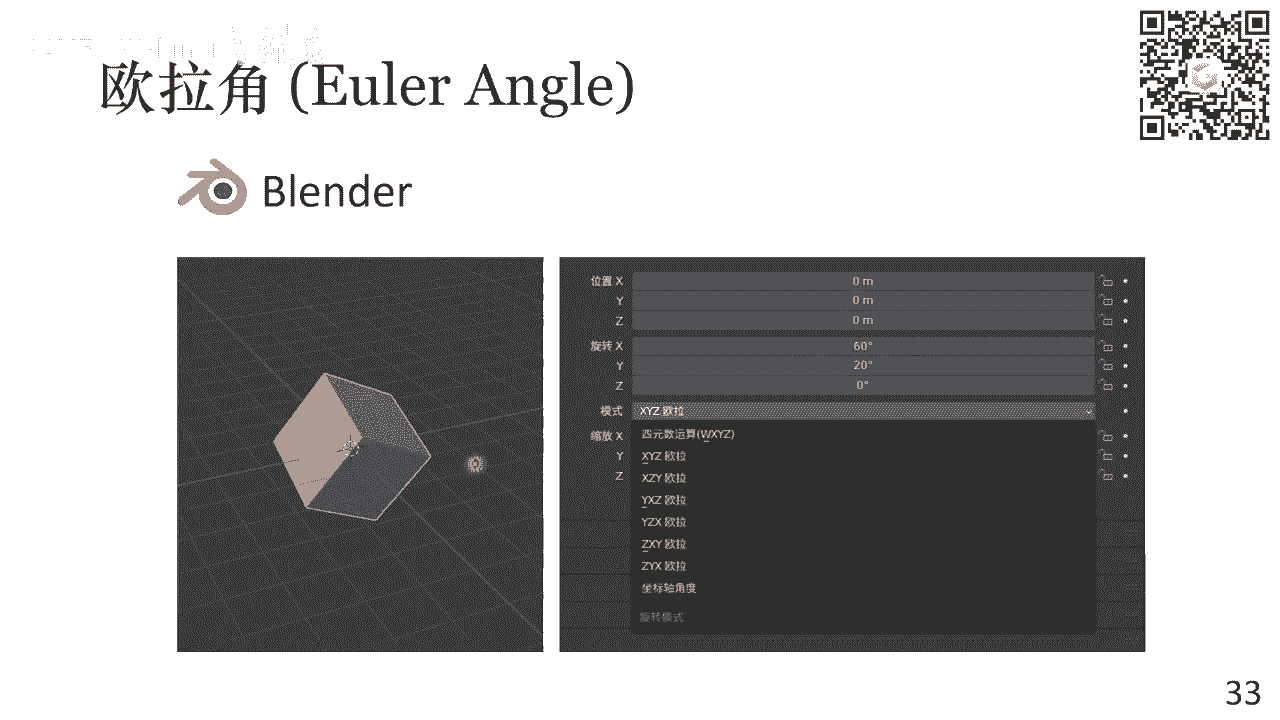 欧拉角 (Euler Angle)
Blender
位置 X 0 m
Y 0 m
Z 0 m
旋转 X 60°
Y 20°
Z 0°
模式 XYZ 欧拉
缩放 X
Y
Z
四元数运算(WXYZ)
XYZ 欧拉
XZY 欧拉
YXZ 欧拉
YZX 欧拉
ZXY 欧拉
ZYX 欧拉
坐标轴角度
旋转模式
33